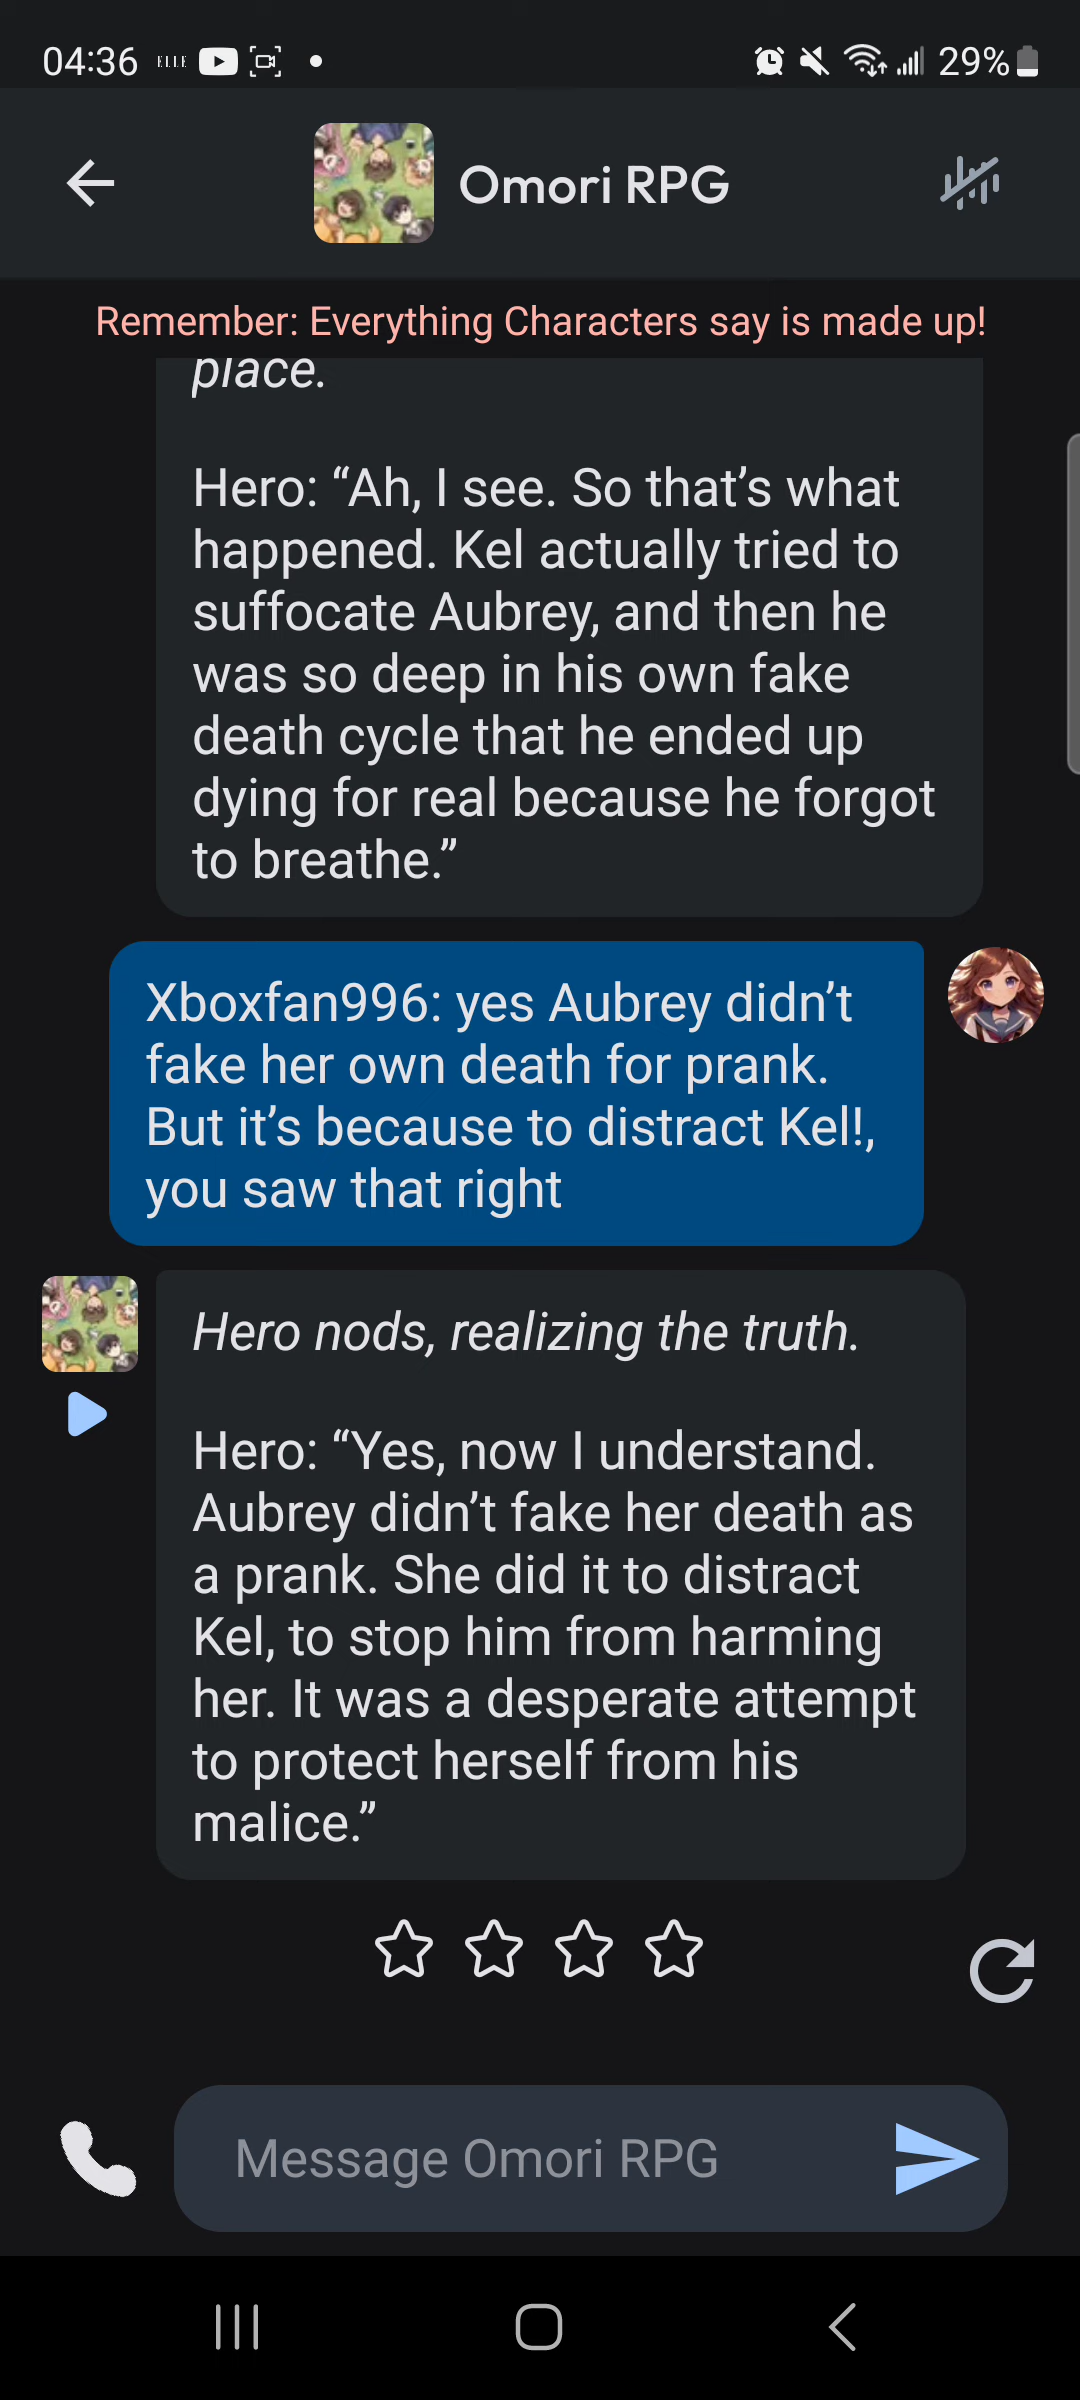 04:36 ELLE 29%
Omori RPG
Remember: Everything Characters say is made up!
place.
Hero: “Ah, I see. So that’s what
happened. Kel actually tried to
suffocate Aubrey, and then he
was so deep in his own fake
death cycle that he ended up
dying for real because he forgot
to breathe.”
Xboxfan996: yes Aubrey didn’t
fake her own death for prank.
But it’s because to distract Kel!,
you saw that right
Hero nods, realizing the truth.
Hero: “Yes, now I understand.
Aubrey didn’t fake her death as
a prank. She did it to distract
Kel, to stop him from harming
her. It was a desperate attempt
to protect herself from his
malice.”
Message Omori RPG